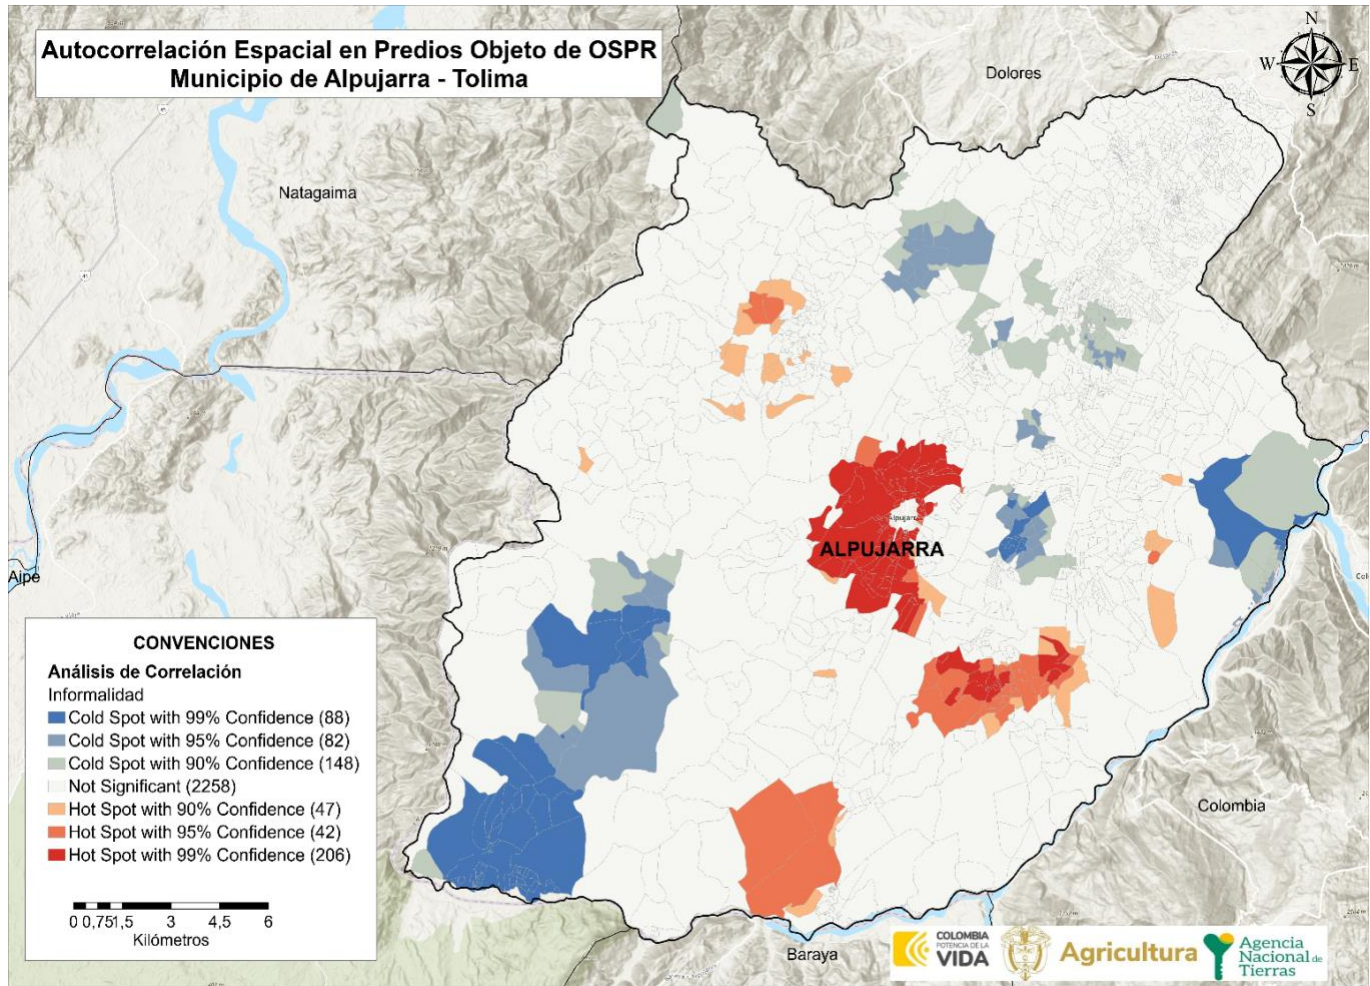 Autocorrelación Espacial en Predios Objeto de OSPR
Municipio de Alpujarra - Tolima
N
W
E
S
Dolores
Natagaima
Alpujarra
ALPUJARRA
Aipe
Colombia
Baraya
CONVENCIONES
Análisis de Correlación
Informalidad
Cold Spot with 99% Confidence (88)
Cold Spot with 95% Confidence (82)
Cold Spot with 90% Confidence (148)
Not Significant (2258)
Hot Spot with 90% Confidence (47)
Hot Spot with 95% Confidence (42)
Hot Spot with 99% Confidence (206)
0 0,75 1,5 3 4,5 6
Kilómetros
COLOMBIA
POTENCIA DE LA
VIDA
Agricultura
Agencia
Nacional de
Tierras